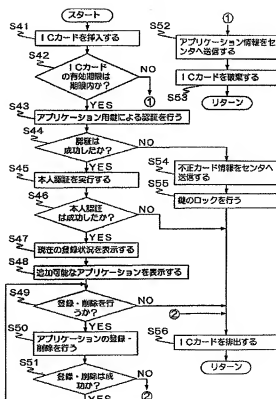 スタート
S41
ICカードを挿入する
S42
ICカード
の有効期限は
期限内か?
NO
①
YES
S43
アプリケーション用鍵による認証を行う
S44
認証は
成功したか?
NO
YES
S45
本人認証を実行する
S46
本人認証
は成功したか?
NO
YES
S47
現在の登録状況を表示する
S48
追加可能なアプリケーションを表示する
S49
登録・削除を行
うか?
NO
②
YES
S50
アプリケーションの登録・
削除を行う
S51
登録・削除は成
功か?
NO
②
YES
①
S52
アプリケーション情報をセ
ンタへ送信する
ICカードを破棄する
S53
リターン
S54
不正カード情報をセンタへ
送信する
S55
鍵のロックを行う
S56
ICカードを排出する
リターン